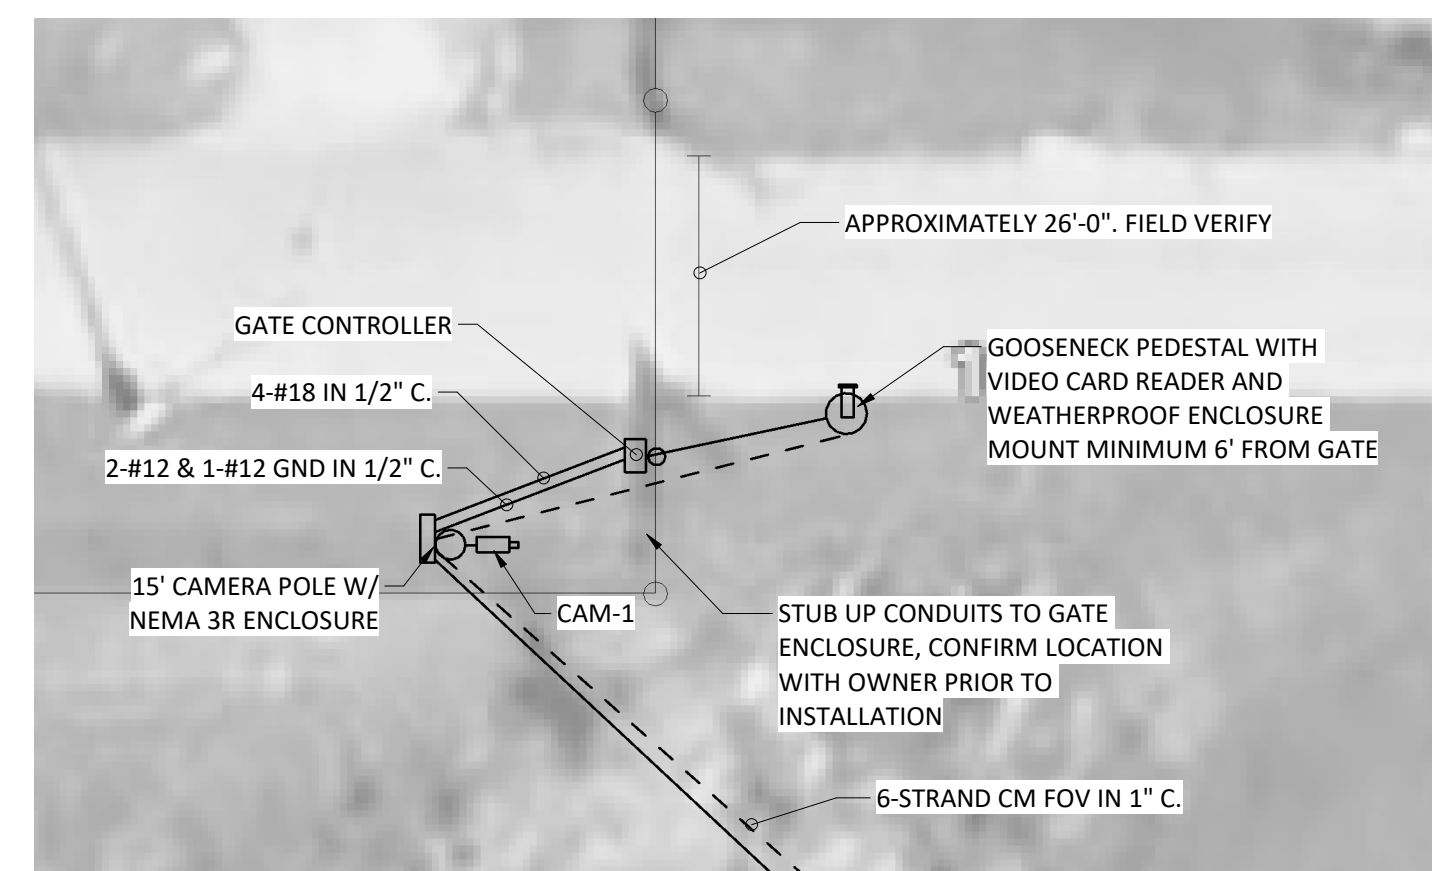 APPROXIMATELY 26'-0". FIELD VERIFY
GATE CONTROLLER
GOOSENECK PEDESTAL WITH
VIDEO CARD READER AND
WEATHERPROOF ENCLOSURE
MOUNT MINIMUM 6' FROM GATE
4-#18 IN 1/2" C.
2-#12 & 1-#12 GND IN 1/2" C.
15' CAMERA POLE W/
NEMA 3R ENCLOSURE
CAM-1
STUB UP CONDUITS TO GATE
ENCLOSURE, CONFIRM LOCATION
WITH OWNER PRIOR TO
INSTALLATION
6-STRAND CM FOV IN 1" C.